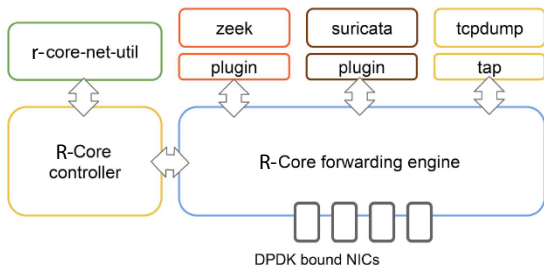 r-core-net-util
zeek
suricata
tcpdump
plugin
plugin
tap
R-Core
controller
R-Core forwarding engine
DPDK bound NICs